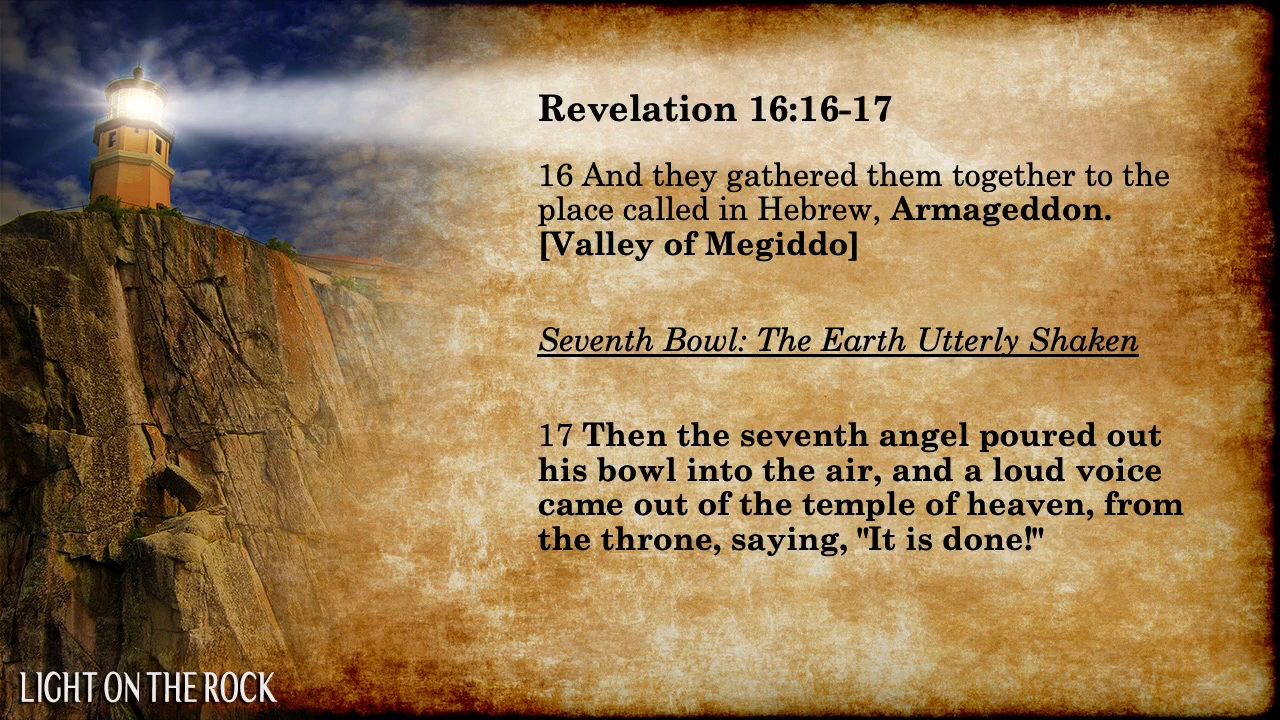 Revelation 16:16-17
16 And they gathered them together to the
place called in Hebrew, Armageddon.
[Valley of Megiddo]
Seventh Bowl: The Earth Utterly Shaken
17 Then the seventh angel poured out
his bowl into the air, and a loud voice
came out of the temple of heaven, from
the throne, saying, "It is done!"
LIGHT ON THE ROCK